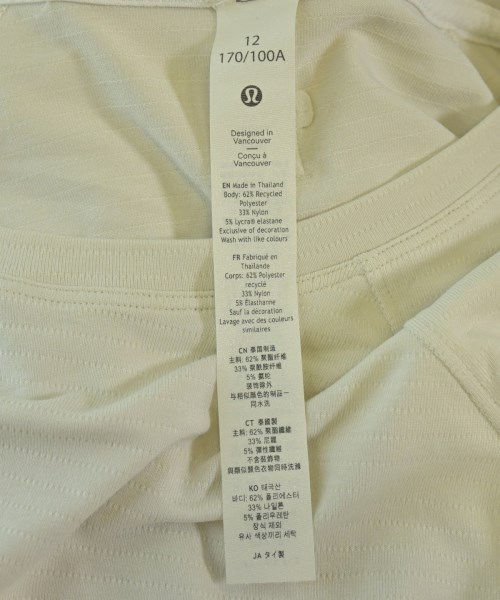 12
170/100A
Designed in
Vancouver
Conçu à
Vancouver
EN Made in Thailand
Body: 62% Recycled
Polyester
33% Nylon
5% Lycra® elastane
Exclusive of decoration
Wash with like colours
FR Fabriqué en
Thaïlande
Corps: 62% Polyester
recyclé
33% Nylon
5% Élasthanne
Sauf la décoration
Lavage avec des couleurs
similaires
CN 泰国制造
主料: 62% 聚酯纤维
33% 聚酰胺纤维
5% 氨纶
装饰除外
与相似颜色的制品一
同水洗
CT 泰國製
主料: 62% 聚酯纖維
33% 尼龍
5% 彈性纖維
不含裝飾物
與類似顏色衣物同時洗滌
KO 태국산
바디: 62% 폴리에스터
33% 나일론
5% 폴리우레탄
장식 제외
유사 색상끼리 세탁
JA タイ製